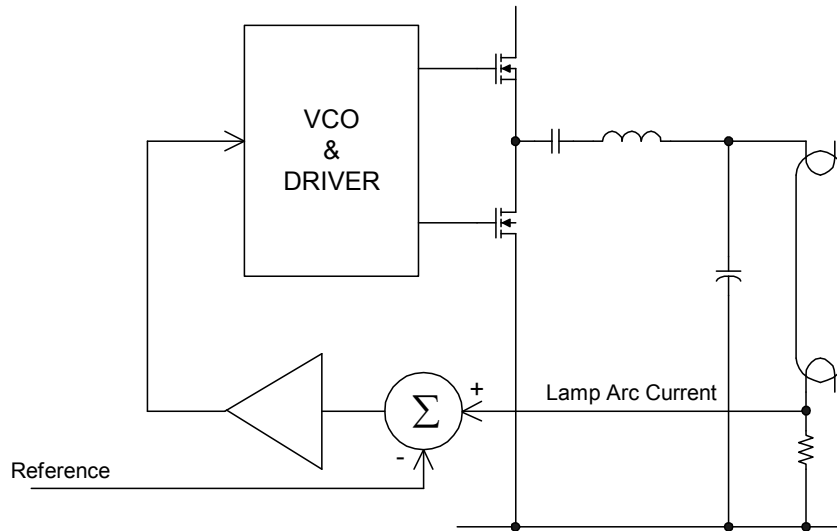 VCO
&
DRIVER
Lamp Arc Current
+
Σ
-
Reference